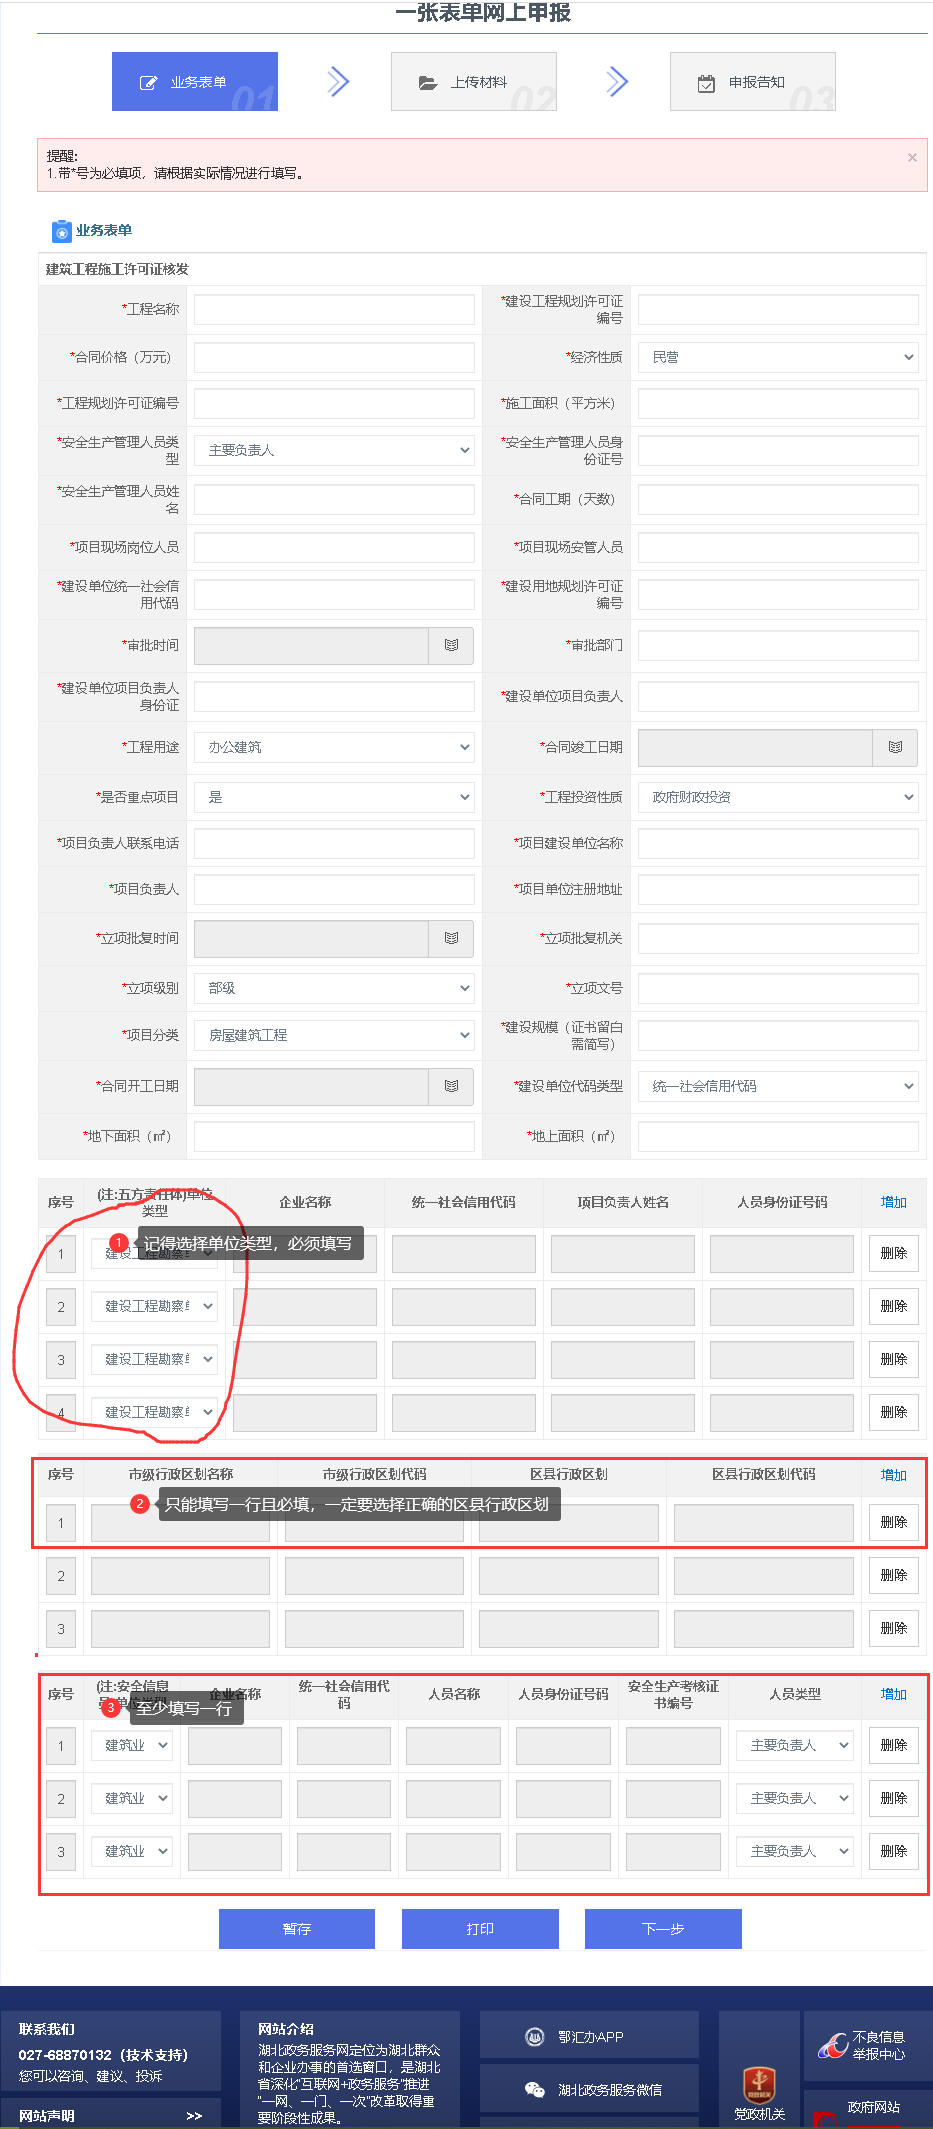 一张表单网上申报
业务表单
01
上传材料
02
申报告知
03
提醒:
1.带*号为必填项，请根据实际情况进行填写。
×
业务表单
建筑工程施工许可证核发
*工程名称
*建设工程规划许可证
编号
*合同价格（万元）
*经济性质
民营
*工程规划许可证编号
*施工面积（平方米）
*安全生产管理人员类
型
主要负责人
*安全生产管理人员身
份证号
*安全生产管理人员姓
名
*合同工期（天数）
*项目现场岗位人员
*项目现场安管人员
*建设单位统一社会信
用代码
*建设用地规划许可证
编号
*审批时间
*审批部门
*建设单位项目负责人
身份证
*建设单位项目负责人
*工程用途
办公建筑
*合同竣工日期
*是否重点项目
是
*工程投资性质
政府财政投资
*项目负责人联系电话
*项目建设单位名称
*项目负责人
*项目单位注册地址
*立项批复时间
*立项批复机关
*立项级别
部级
*立项文号
*项目分类
房屋建筑工程
*建设规模（证书留白
需简写）
*合同开工日期
*建设单位代码类型
统一社会信用代码
*地下面积（㎡）
*地上面积（㎡）
序号
(注:五方责任体)单位
类型
企业名称
统一社会信用代码
项目负责人姓名
人员身份证号码
增加
1
建设工程勘察
1 记得选择单位类型，必须填写
删除
2
建设工程勘察
删除
3
建设工程勘察
删除
4
建设工程勘察
删除
序号
市级行政区划名称
市级行政区划代码
区县行政区划
区县行政区划代码
增加
2 只能填写一行且必填，一定要选择正确的区县行政区划
1
删除
2
删除
3
删除
序号
(注:安全信息
企业名称
统一社会信用代
码
人员名称
人员身份证号码
安全生产考核证
书编号
人员类型
增加
3 至少填写一行
1
建筑业
主要负责人
删除
2
建筑业
主要负责人
删除
3
建筑业
主要负责人
删除
暂存
打印
下一步
联系我们
027-68870132（技术支持）
您可以咨询、建议、投诉
网站声明
>>
网站介绍
湖北政务服务网定位为湖北群众
和企业办事的首选窗口，是湖北
省深化"互联网+政务服务"推进
"一网、一门、一次"改革取得重
要阶段性成果。
鄂汇办APP
湖北政务服务微信
党政机关
不良信息
举报中心
政府网站